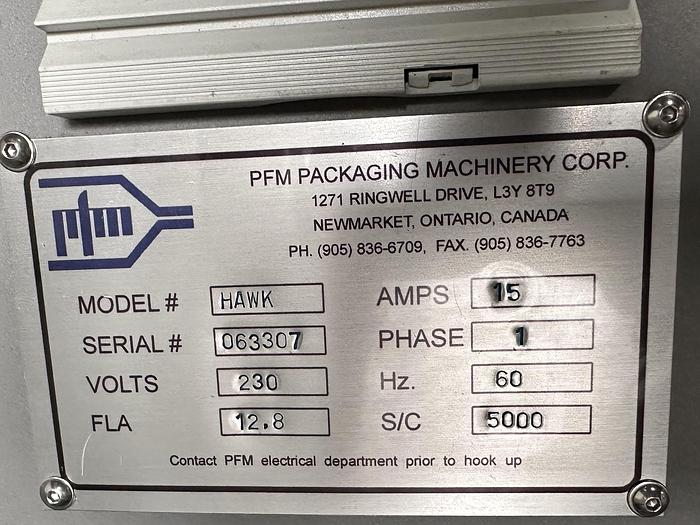 PFM PACKAGING MACHINERY CORP.
1271 RINGWELL DRIVE, L3Y 8T9
NEWMARKET, ONTARIO, CANADA
PH. (905) 836-6709, FAX. (905) 836-7763
pfm
MODEL # HAWK AMPS 15
SERIAL # 063307 PHASE 1
VOLTS 230 Hz. 60
FLA 12.8 S/C 5000
Contact PFM electrical department prior to hook up